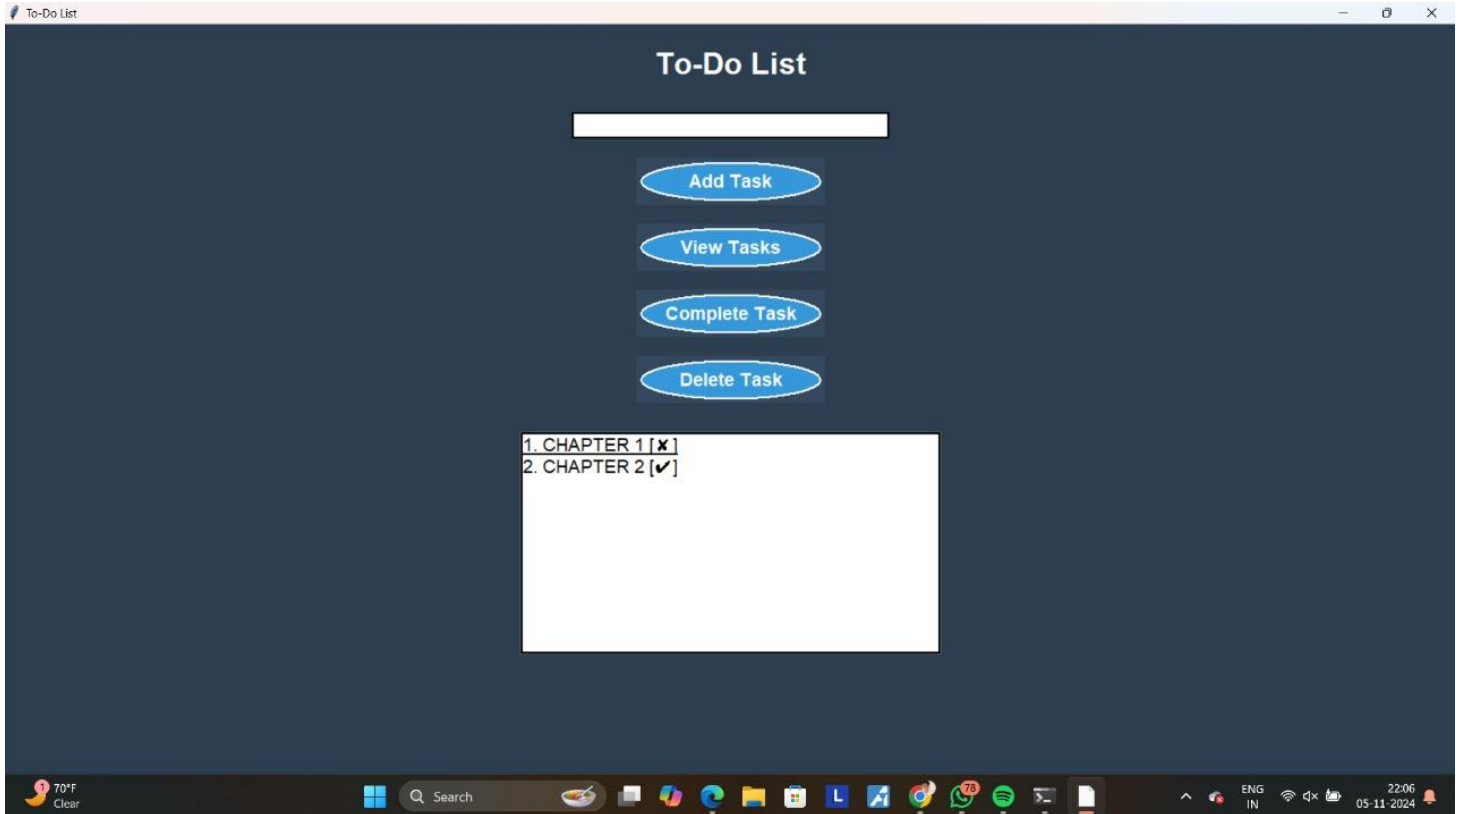 To-Do List
To-Do List
Add Task
View Tasks
Complete Task
Delete Task
1. CHAPTER 1 [✘]
2. CHAPTER 2 [✔]
1
70°F
Clear
Search
L
78
ENG
IN
22:06
05-11-2024